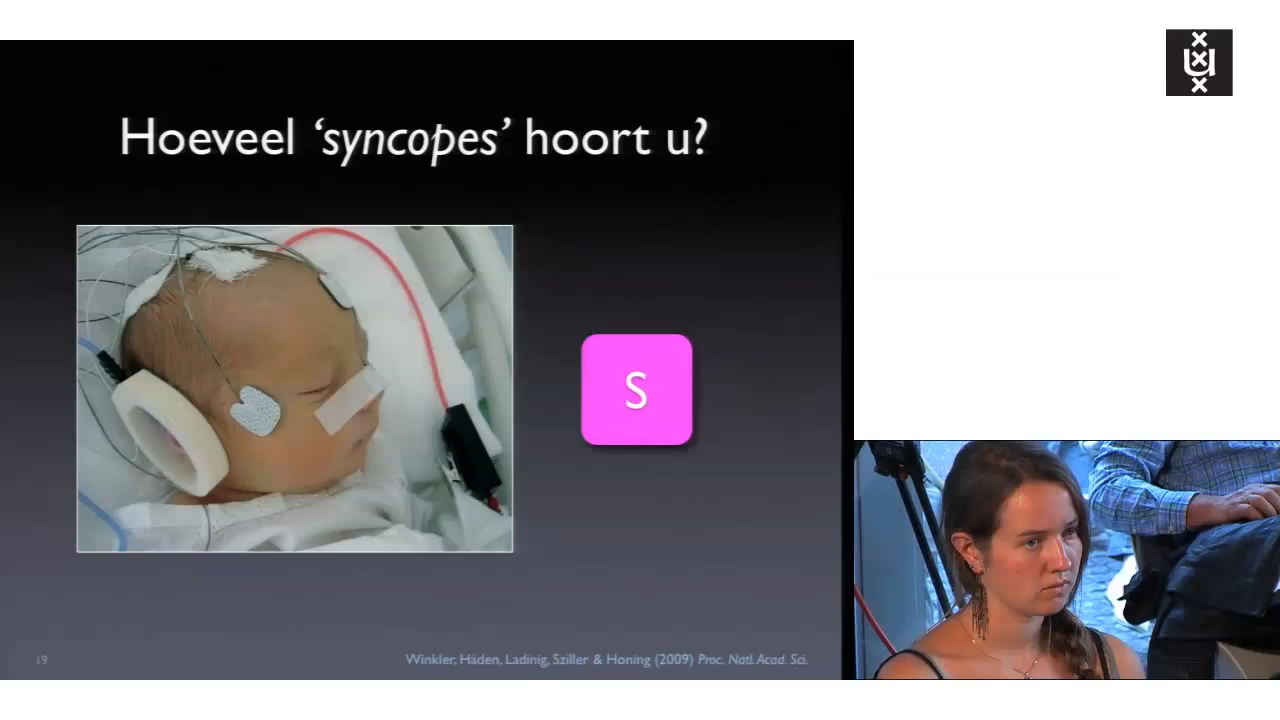 Hoeveel ‘syncopes’ hoort u?
S
19
Winkler, Háden, Ladinig, Sziller & Honing (2009) Proc. Natl. Acad. Sci.